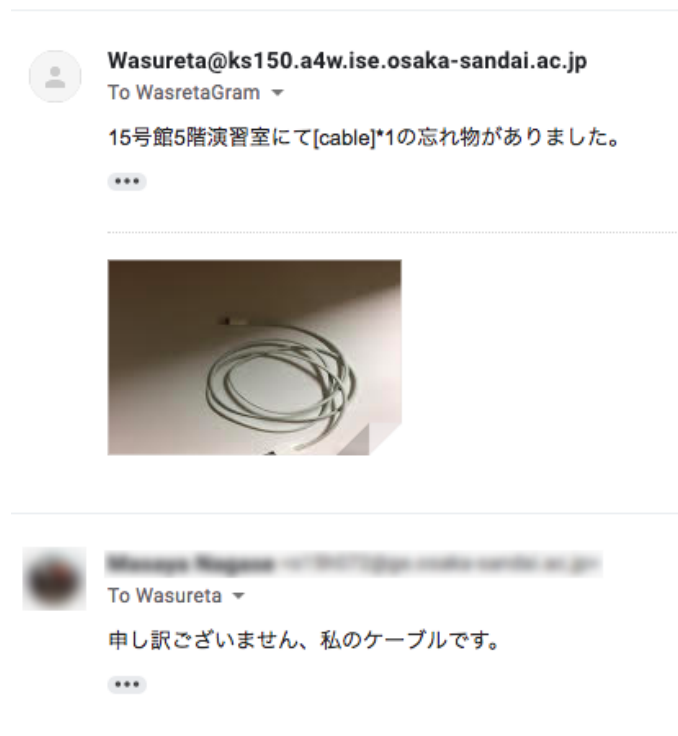 Wasureta@ks150.a4w.ise.osaka-sandai.ac.jp
To WasretaGram
15号館5階演習室にて[cable]*1の忘れ物がありました。
To Wasureta
申し訳ございません、私のケーブルです。